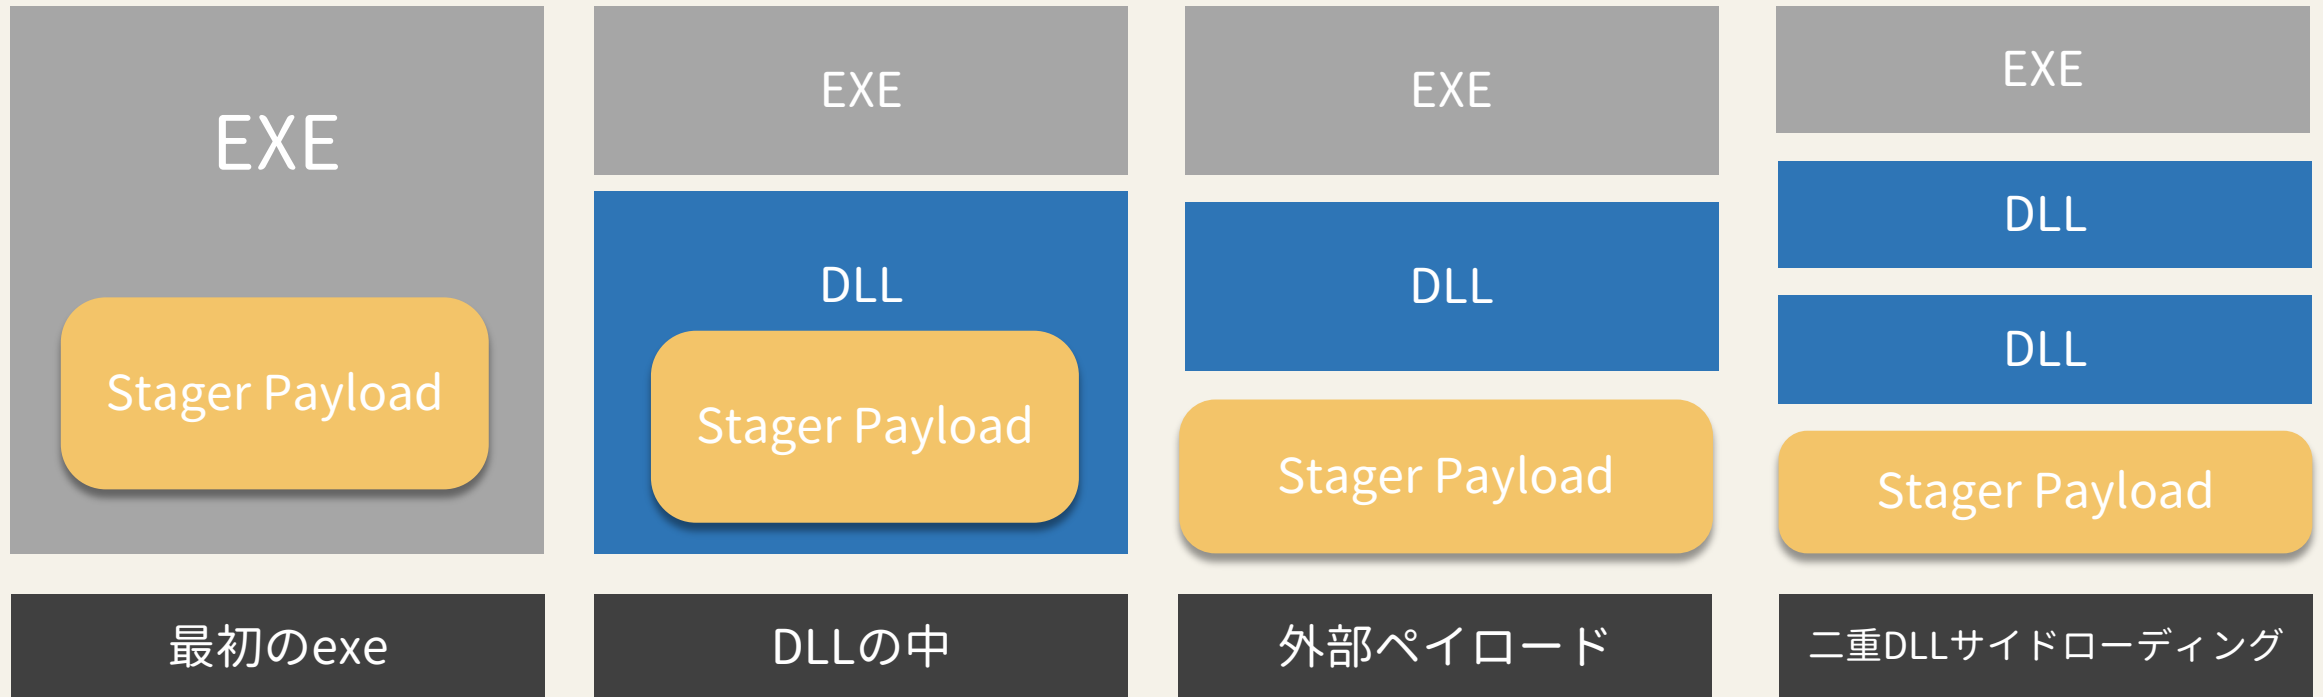 EXE
Stager Payload
最初のexe
EXE
DLL
Stager Payload
DLLの中
EXE
DLL
Stager Payload
外部ペイロード
EXE
DLL
DLL
Stager Payload
二重DLLサイドローディング